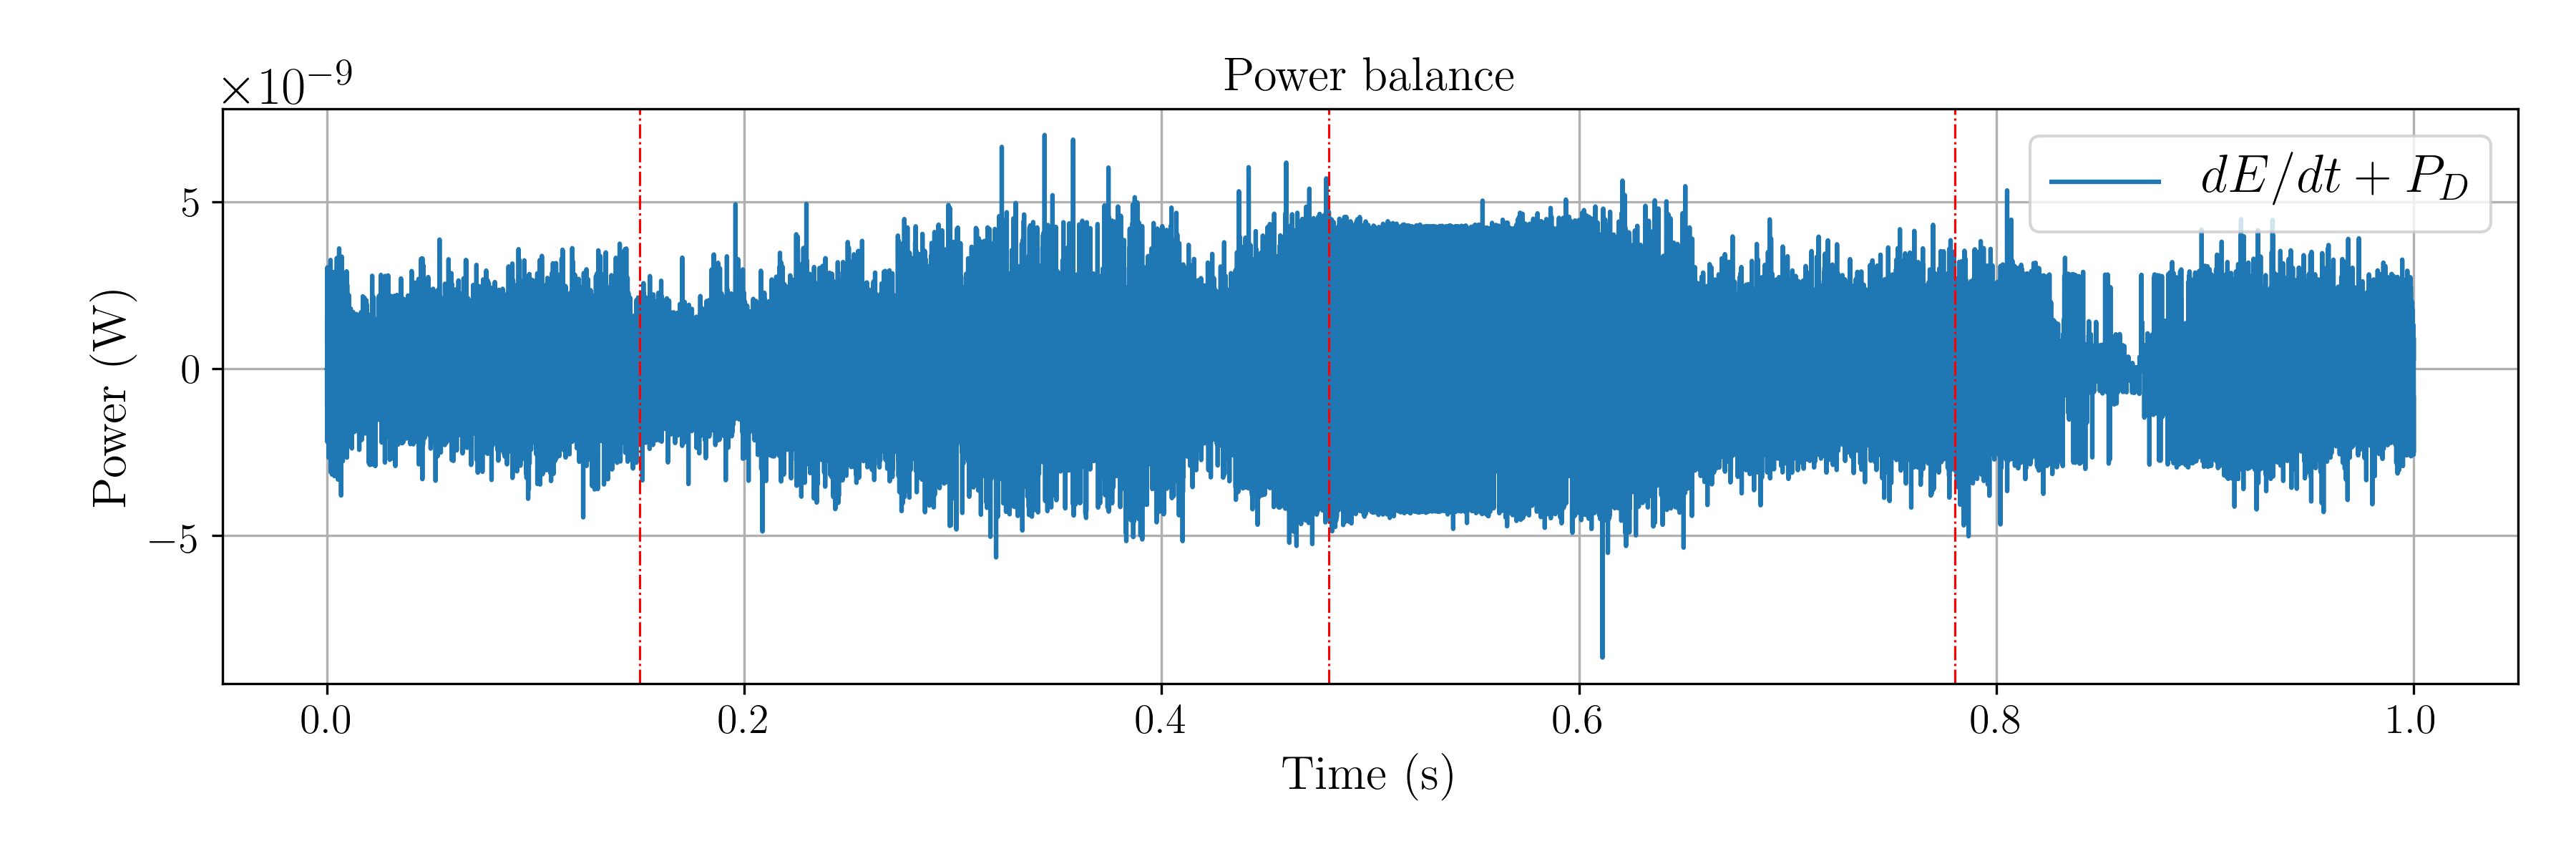 Power balance
×10⁻⁹
dE/dt + P_D
5
0
−5
Power (W)
0.0 0.2 0.4 0.6 0.8 1.0
Time (s)